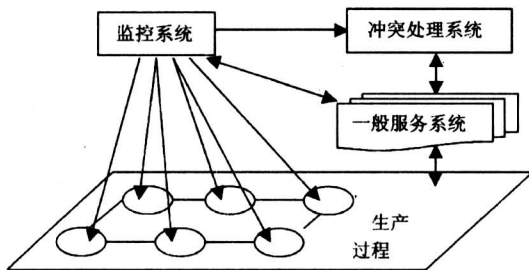 监控系统
冲突处理系统
一般服务系统
生产
过程